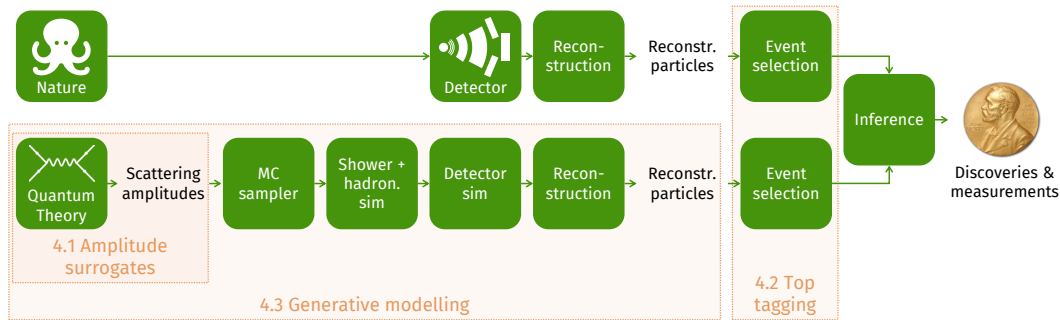 Nature
Detector
Recon-
struction
Reconstr.
particles
Event
selection
Inference
Discoveries &
measurements
Quantum
Theory
Scattering
amplitudes
MC
sampler
Shower +
hadron.
sim
Detector
sim
Recon-
struction
Reconstr.
particles
Event
selection
4.1 Amplitude
surrogates
4.3 Generative modelling
4.2 Top
tagging